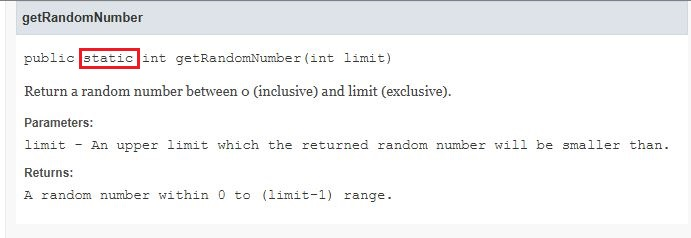 getRandomNumber
public static int getRandomNumber(int limit)
Return a random number between 0 (inclusive) and limit (exclusive).
Parameters:
limit - An upper limit which the returned random number will be smaller than.
Returns:
A random number within 0 to (limit-1) range.